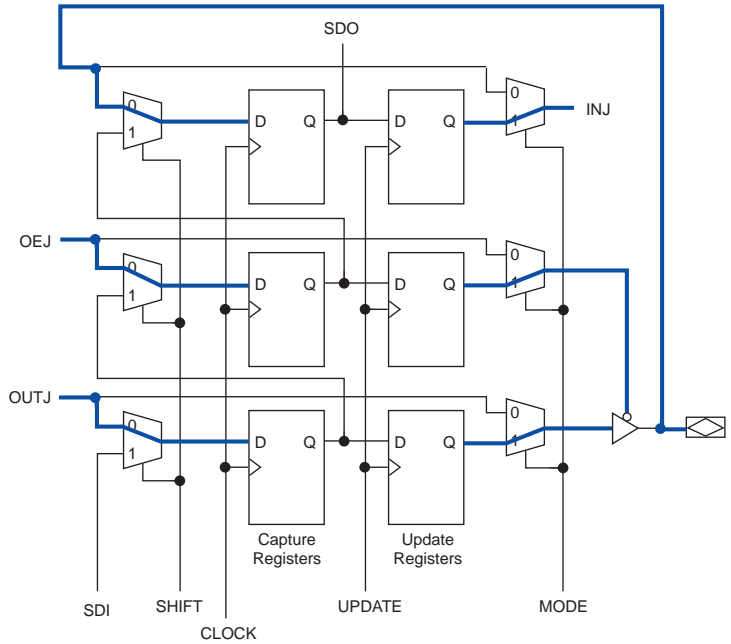 SDO
0
1
D Q
D Q
0
1
INJ
OEJ
0
1
D Q
D Q
0
1
OUTJ
0
1
D Q
D Q
0
1
Capture
Registers
Update
Registers
SDI
SHIFT
CLOCK
UPDATE
MODE